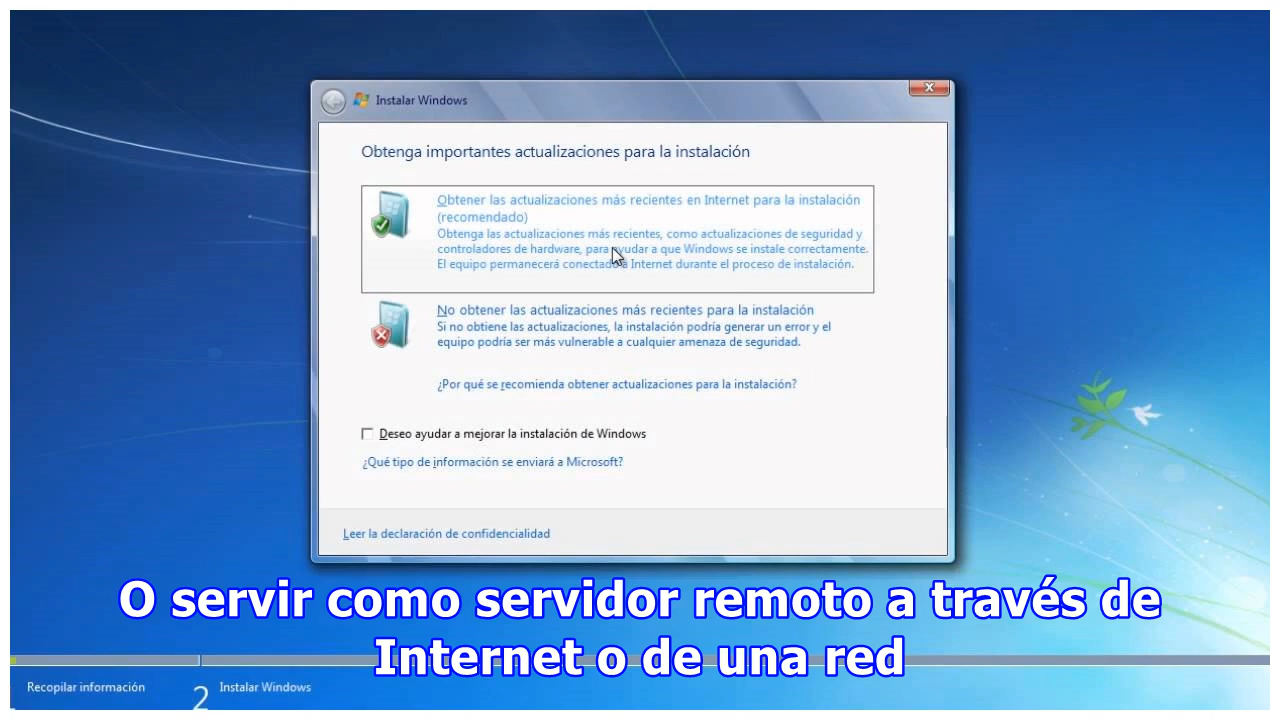 Instalar Windows
Obtenga importantes actualizaciones para la instalación
Obtener las actualizaciones más recientes en Internet para la instalación
(recomendado)
Obtenga las actualizaciones más recientes, como actualizaciones de seguridad y
controladores de hardware, para ayudar a que Windows se instale correctamente.
El equipo permanecerá conectado a Internet durante el proceso de instalación.
No obtener las actualizaciones más recientes para la instalación
Si no obtiene las actualizaciones, la instalación podría generar un error y el
equipo podría ser más vulnerable a cualquier amenaza de seguridad.
¿Por qué se recomienda obtener actualizaciones para la instalación?
Deseo ayudar a mejorar la instalación de Windows
¿Qué tipo de información se enviará a Microsoft?
Leer la declaración de confidencialidad
O servir como servidor remoto a través de
Internet o de una red
Recopilar información
2 Instalar Windows